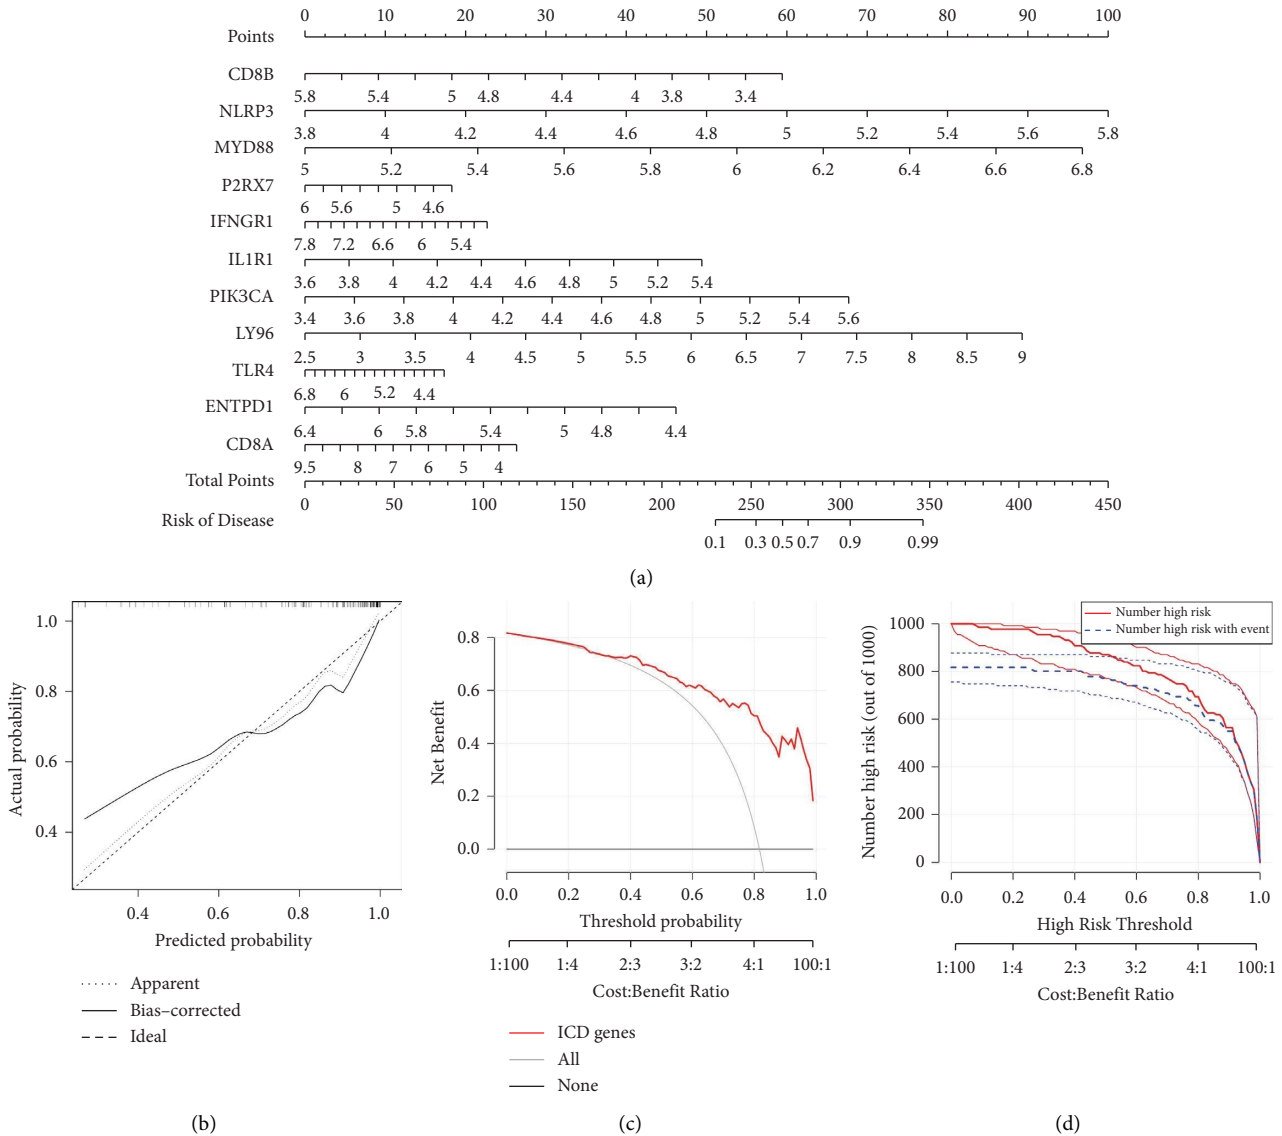 0 10 20 30 40 50 60 70 80 90 100
Points
CD8B
5.8 5.4 5 4.8 4.4 4 3.8 3.4
NLRP3
3.8 4 4.2 4.4 4.6 4.8 5 5.2 5.4 5.6 5.8
MYD88
5 5.2 5.4 5.6 5.8 6 6.2 6.4 6.6 6.8
P2RX7
6 5.6 5 4.6
IFNGR1
7.8 7.2 6.6 6 5.4
IL1R1
3.6 3.8 4 4.2 4.4 4.6 4.8 5 5.2 5.4
PIK3CA
3.4 3.6 3.8 4 4.2 4.4 4.6 4.8 5 5.2 5.4 5.6
LY96
2.5 3 3.5 4 4.5 5 5.5 6 6.5 7 7.5 8 8.5 9
TLR4
6.8 6 5.2 4.4
ENTPD1
6.4 6 5.8 5.4 5 4.8 4.4
CD8A
9.5 8 7 6 5 4
Total Points
0 50 100 150 200 250 300 350 400 450
Risk of Disease
0.1 0.3 0.5 0.7 0.9 0.99
(a)
Actual probability
1.0
0.8
0.6
0.4
0.4 0.6 0.8 1.0
Predicted probability
Apparent
Bias–corrected
Ideal
(b)
Net Benefit
0.8
0.6
0.4
0.2
0.0
0.0 0.2 0.4 0.6 0.8 1.0
Threshold probability
1:100 1:4 2:3 3:2 4:1 100:1
Cost:Benefit Ratio
ICD genes
All
None
(c)
Number high risk (out of 1000)
1000
800
600
400
200
0
Number high risk
Number high risk with event
0.0 0.2 0.4 0.6 0.8 1.0
High Risk Threshold
1:100 1:4 2:3 3:2 4:1 100:1
Cost:Benefit Ratio
(d)